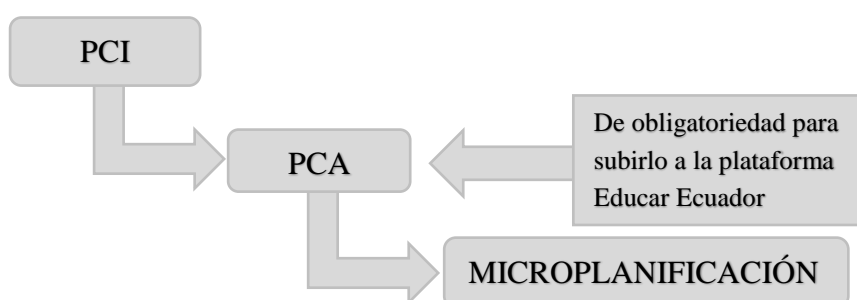 PCI
De obligatoriedad para
subirlo a la plataforma
Educar Ecuador
PCA
MICROPLANIFICACIÓN